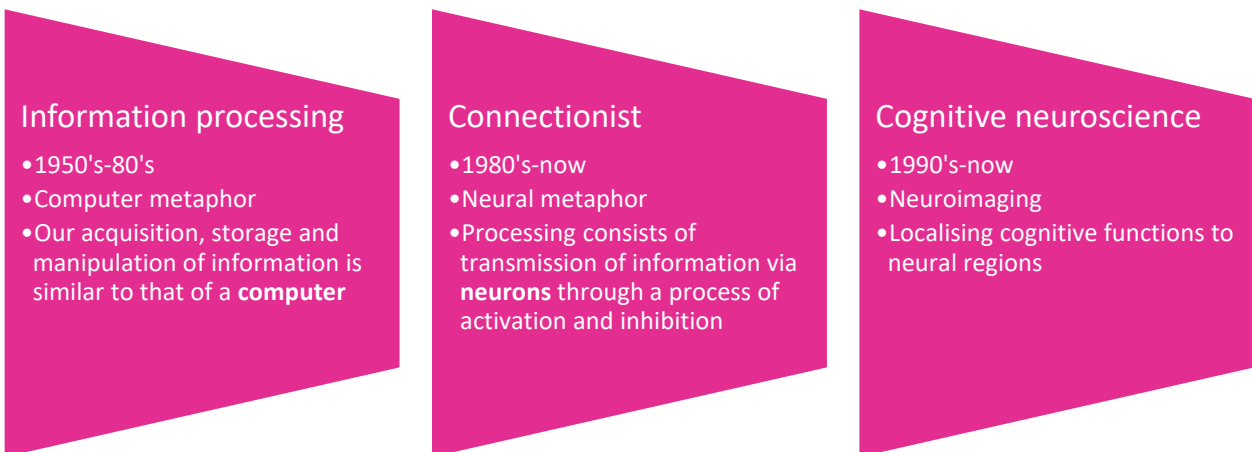 Information processing
•1950's-80's
•Computer metaphor
•Our acquisition, storage and
manipulation of information is
similar to that of a computer
Connectionist
•1980's-now
•Neural metaphor
•Processing consists of
transmission of information via
neurons through a process of
activation and inhibition
Cognitive neuroscience
•1990's-now
•Neuroimaging
•Localising cognitive functions to
neural regions